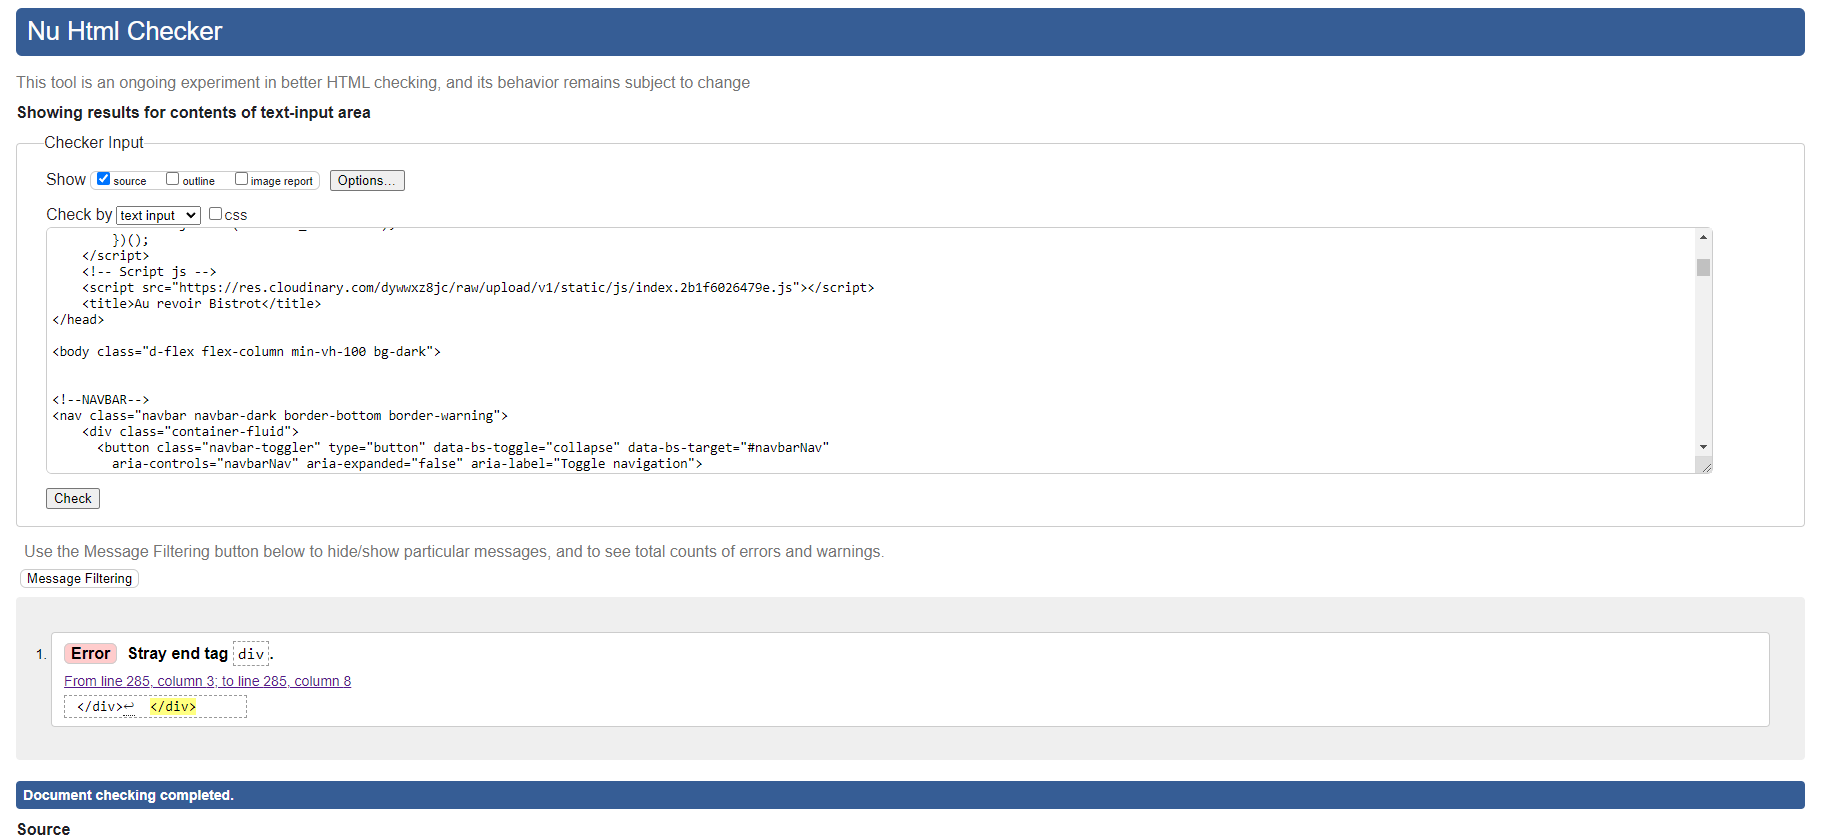 Nu Html Checker
This tool is an ongoing experiment in better HTML checking, and its behavior remains subject to change
Showing results for contents of text-input area
Checker Input
Show source outline image report Options...
Check by text input css
})();
</script>
<!-- Script js -->
<script src="https://res.cloudinary.com/dywwxz8jc/raw/upload/v1/static/js/index.2b1f6026479e.js"></script>
<title>Au revoir Bistrot</title>
</head>
<body class="d-flex flex-column min-vh-100 bg-dark">
<!--NAVBAR-->
<nav class="navbar navbar-dark border-bottom border-warning">
<div class="container-fluid">
<button class="navbar-toggler" type="button" data-bs-toggle="collapse" data-bs-target="#navbarNav"
aria-controls="navbarNav" aria-expanded="false" aria-label="Toggle navigation">
Check
Use the Message Filtering button below to hide/show particular messages, and to see total counts of errors and warnings.
Message Filtering
1. Error Stray end tag div.
From line 285, column 3; to line 285, column 8
</div>↩ </div>
Document checking completed.
Source